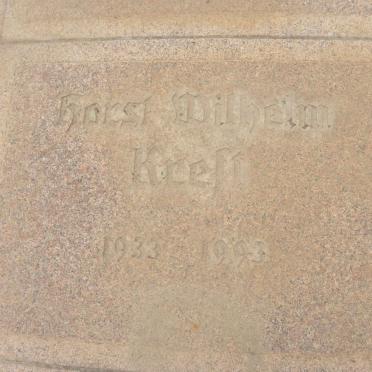 Horst Wilhelm
Kreft
1933 1993